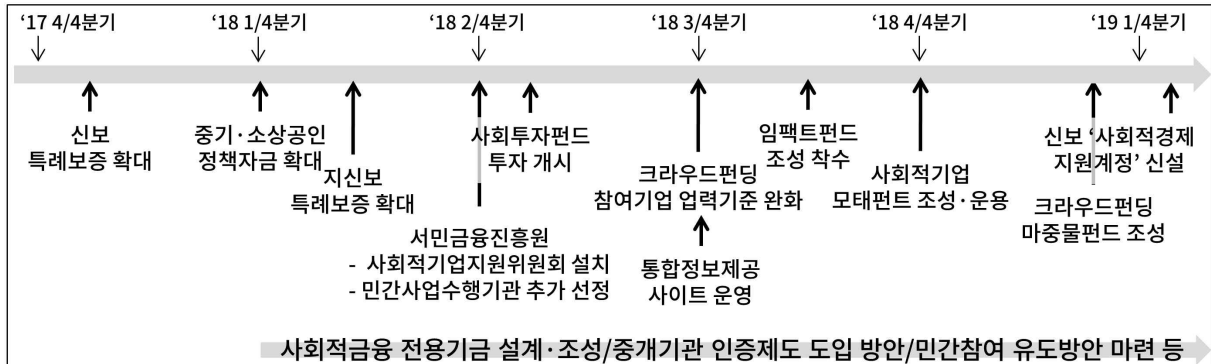 ‘17 4/4분기
‘18 1/4분기
‘18 2/4분기
‘18 3/4분기
‘18 4/4분기
‘19 1/4분기
신보
특례보증 확대
중기·소상공인
정책자금 확대
지신보
특례보증 확대
사회투자펀드
투자 개시
서민금융진흥원
- 사회적기업지원위원회 설치
- 민간사업수행기관 추가 선정
크라우드펀딩
참여기업 업력기준 완화
통합정보제공
사이트 운영
임팩트펀드
조성 착수
사회적기업
모태펀트 조성·운용
신보 ‘사회적경제
지원계정’ 신설
크라우드펀딩
마중물펀드 조성
사회적금융 전용기금 설계·조성/중개기관 인증제도 도입 방안/민간참여 유도방안 마련 등